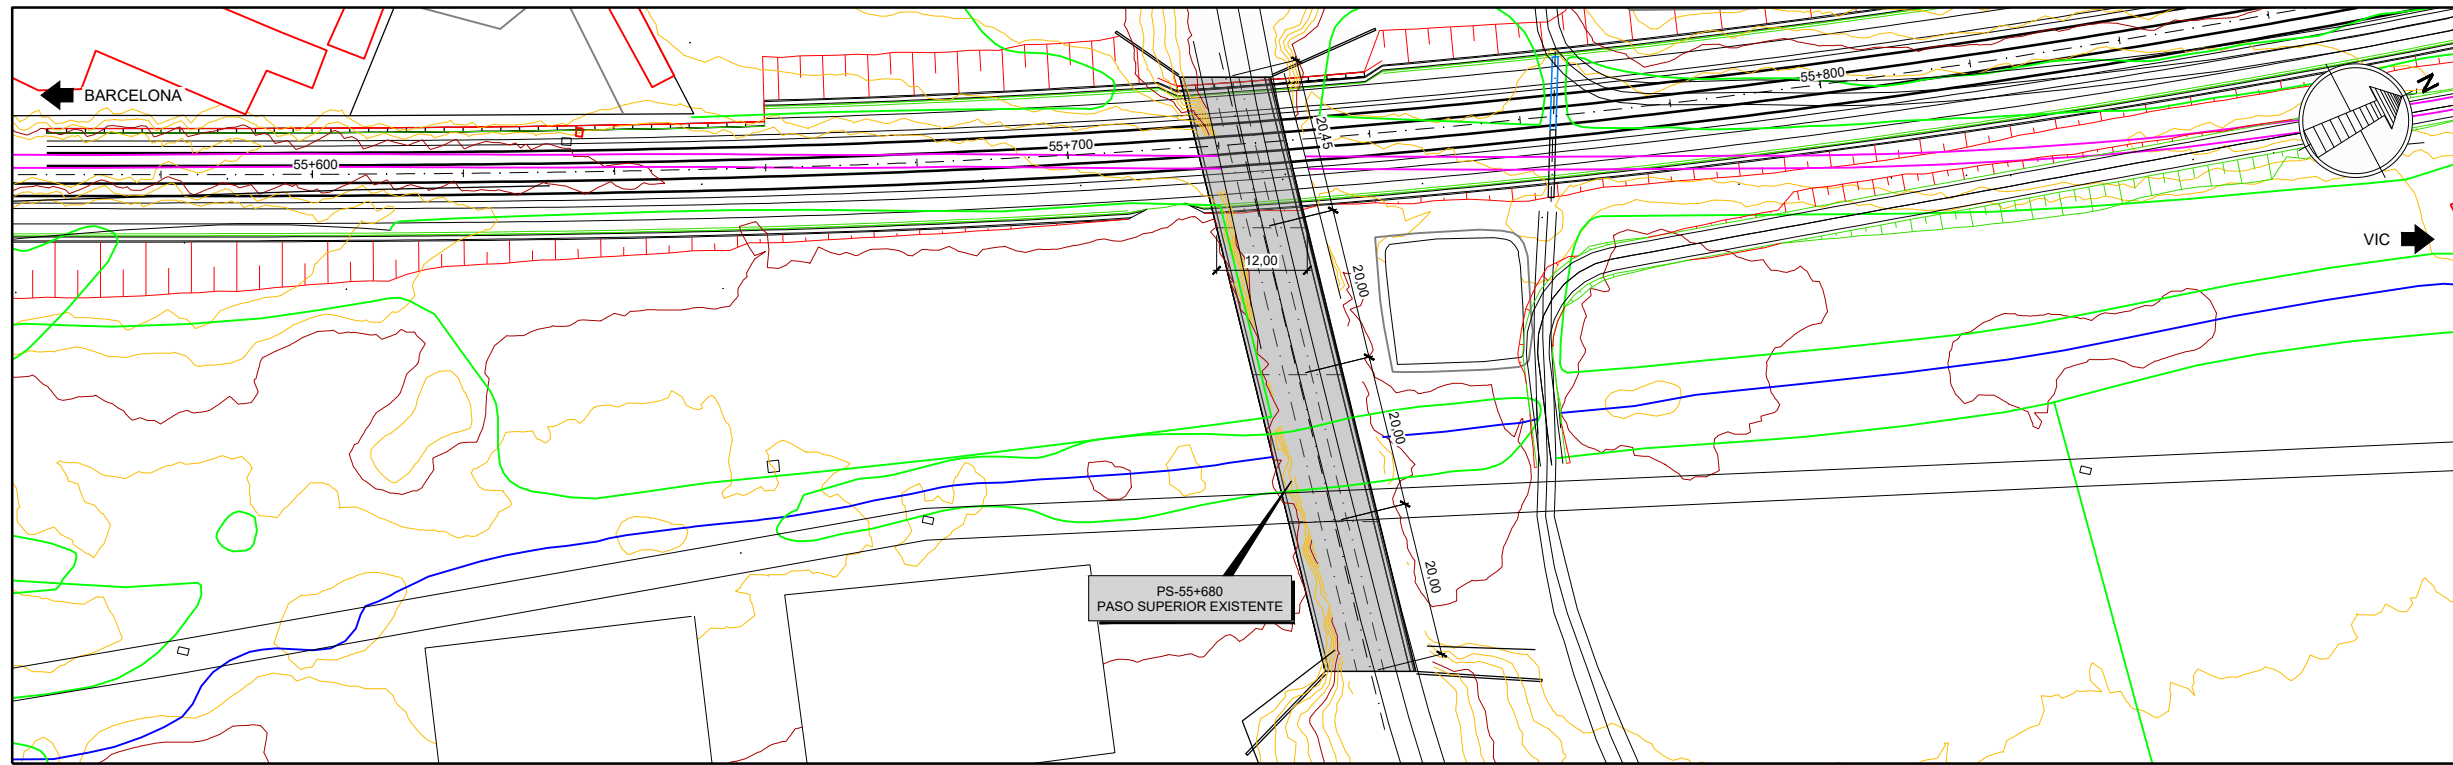 BARCELONA
55+600
55+700
55+800
N
VIC
20,45
12,00
20,00
20,00
20,00
PS-55+680
PASO SUPERIOR EXISTENTE